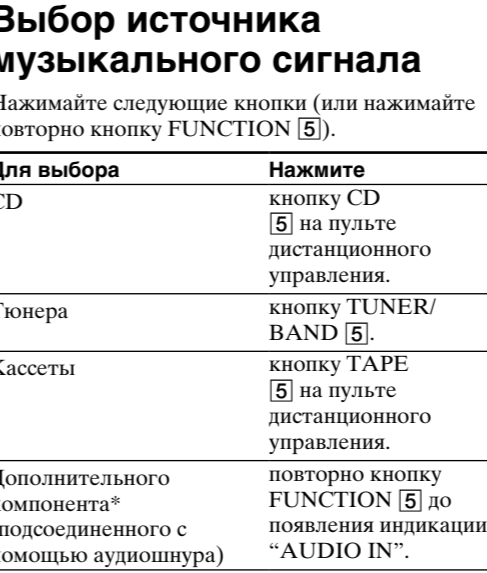 Выбор источника
музыкального сигнала
Нажимайте следующие кнопки (или нажимайте
повторно кнопку FUNCTION 5).
Для выбора
Нажмите
CD
кнопку CD
5 на пульте
дистанционного
управления.
Тюнера
кнопку TUNER/
BAND 5.
Кассеты
кнопку TAPE
5 на пульте
дистанционного
управления.
Дополнительного
компонента*
(подсоединенного с
помощью аудиошнура)
повторно кнопку
FUNCTION 5 до
появления индикации
“AUDIO IN”.